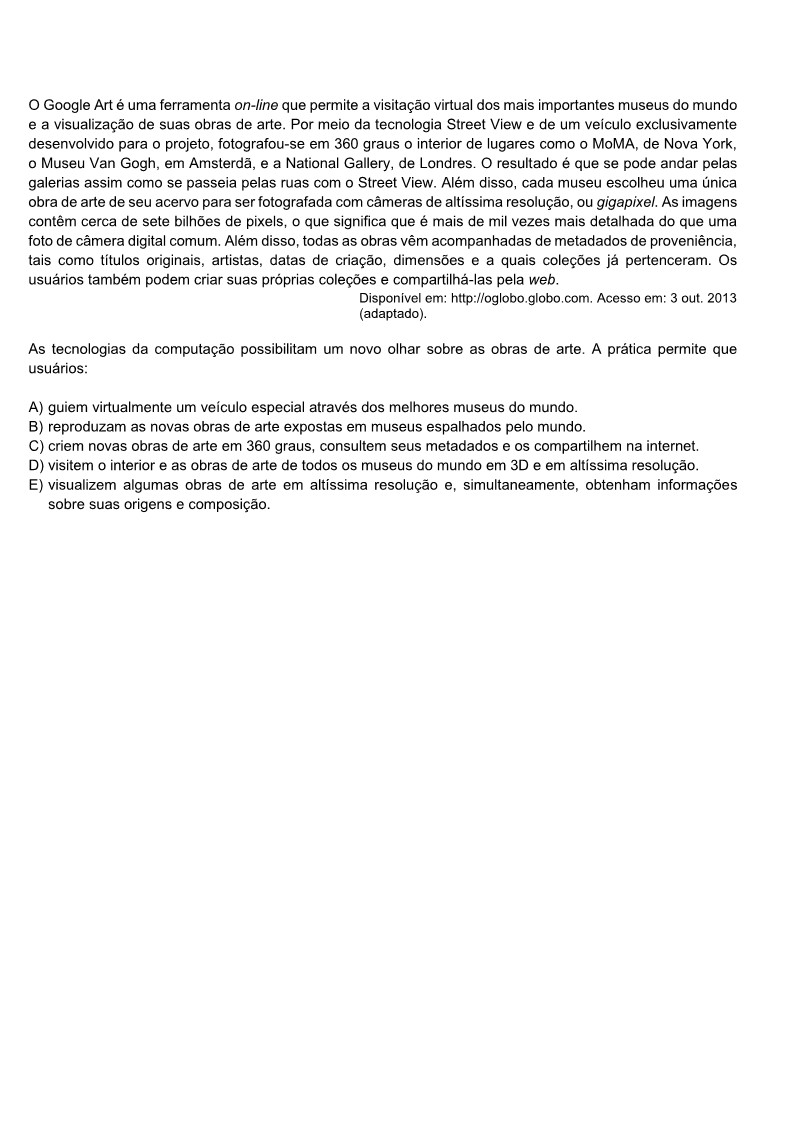 O Google Art é uma ferramenta on-line que permite a visitação virtual dos mais importantes museus do mundo
e a visualização de suas obras de arte. Por meio da tecnologia Street View e de um veículo exclusivamente
desenvolvido para o projeto, fotografou-se em 360 graus o interior de lugares como o MoMA, de Nova York,
o Museu Van Gogh, em Amsterdã, e a National Gallery, de Londres. O resultado é que se pode andar pelas
galerias assim como se passeia pelas ruas com o Street View. Além disso, cada museu escolheu uma única
obra de arte de seu acervo para ser fotografada com câmeras de altíssima resolução, ou gigapixel. As imagens
contêm cerca de sete bilhões de pixels, o que significa que é mais de mil vezes mais detalhada do que uma
foto de câmera digital comum. Além disso, todas as obras vêm acompanhadas de metadados de proveniência,
tais como títulos originais, artistas, datas de criação, dimensões e a quais coleções já pertenceram. Os
usuários também podem criar suas próprias coleções e compartilhá-las pela web.
Disponível em: http://oglobo.globo.com. Acesso em: 3 out. 2013
(adaptado).
As tecnologias da computação possibilitam um novo olhar sobre as obras de arte. A prática permite que
usuários:
A) guiem virtualmente um veículo especial através dos melhores museus do mundo.
B) reproduzam as novas obras de arte expostas em museus espalhados pelo mundo.
C) criem novas obras de arte em 360 graus, consultem seus metadados e os compartilhem na internet.
D) visitem o interior e as obras de arte de todos os museus do mundo em 3D e em altíssima resolução.
E) visualizem algumas obras de arte em altíssima resolução e, simultaneamente, obtenham informações
sobre suas origens e composição.